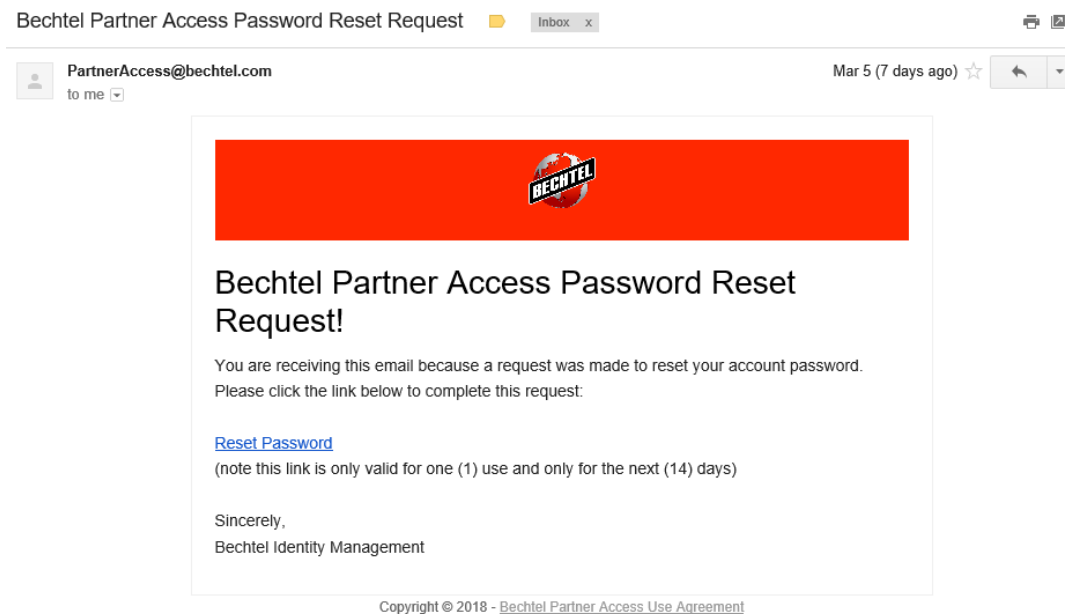 Bechtel Partner Access Password Reset Request
Inbox x
PartnerAccess@bechtel.com
Mar 5 (7 days ago)
to me
BECHTEL
Bechtel Partner Access Password Reset
Request!
You are receiving this email because a request was made to reset your account password.
Please click the link below to complete this request:
Reset Password
(note this link is only valid for one (1) use and only for the next (14) days)
Sincerely,
Bechtel Identity Management
Copyright © 2018 - Bechtel Partner Access Use Agreement